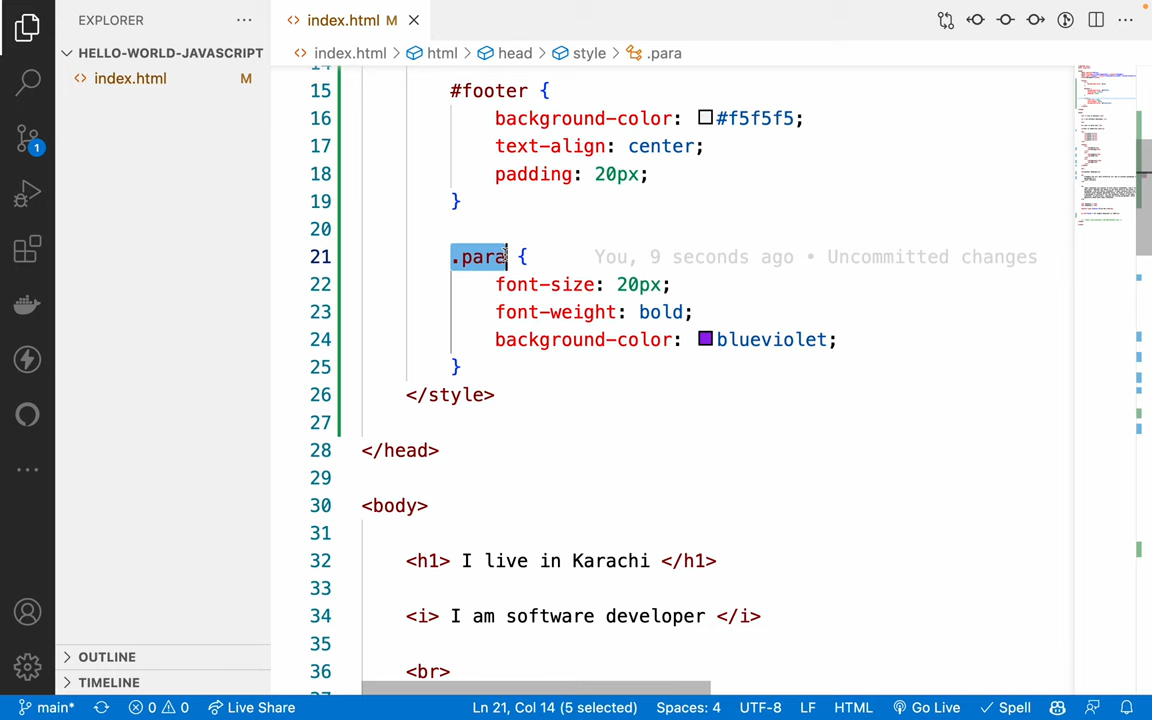 EXPLORER
index.html M
HELLO-WORLD-JAVASCRIPT
index.html > html > head > style > .para
index.html M
14
15 #footer {
16 background-color: #f5f5f5;
17 text-align: center;
18 padding: 20px;
19 }
20
21 .para { You, 9 seconds ago • Uncommitted changes
22 font-size: 20px;
23 font-weight: bold;
24 background-color: blueviolet;
25 }
26 </style>
27
28 </head>
29
30 <body>
31
32 <h1> I live in Karachi </h1>
33
34 <i> I am software developer </i>
35
36 <br>
1
OUTLINE
TIMELINE
main* 0 0 Live Share Ln 21, Col 14 (5 selected) Spaces: 4 UTF-8 LF HTML Go Live Spell